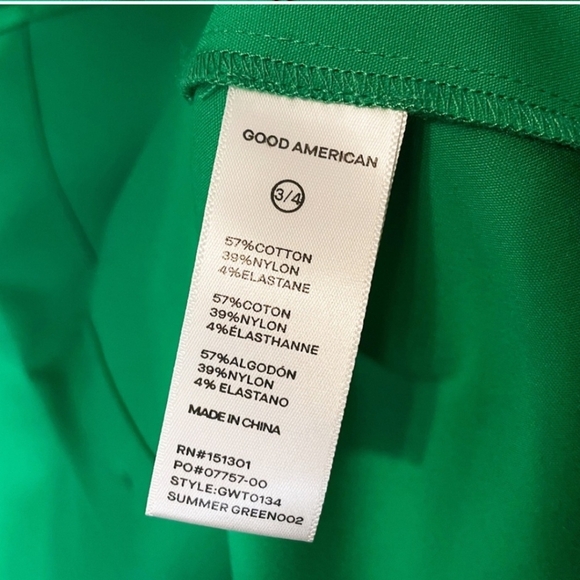 GOOD AMERICAN
3/4
57%COTTON
39%NYLON
4%ELASTANE
57%COTON
39%NYLON
4%ÉLASTHANNE
57%ALGODÓN
39%NYLON
4% ELASTANO
MADE IN CHINA
RN#151301
PO#07757-00
STYLE:GWT0134
SUMMER GREEN002